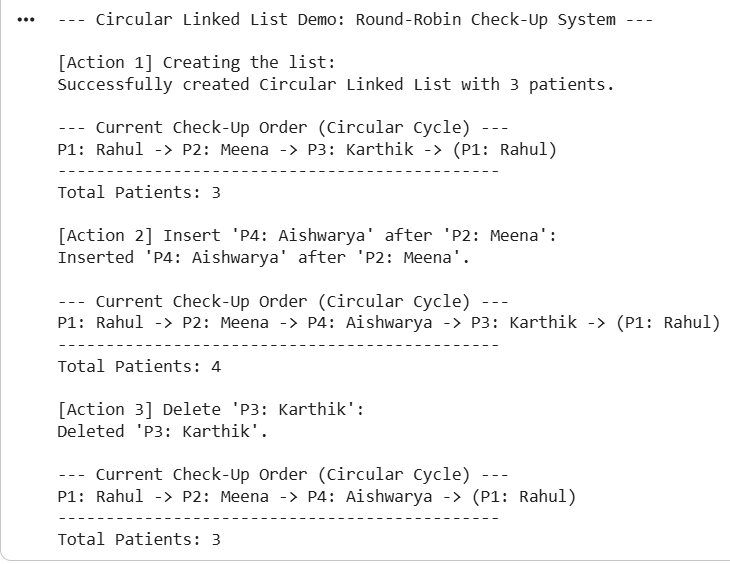 --- Circular Linked List Demo: Round-Robin Check-Up System ---
[Action 1] Creating the list:
Successfully created Circular Linked List with 3 patients.
--- Current Check-Up Order (Circular Cycle) ---
P1: Rahul -> P2: Meena -> P3: Karthik -> (P1: Rahul)
----------------------------------------------
Total Patients: 3
[Action 2] Insert 'P4: Aishwarya' after 'P2: Meena':
Inserted 'P4: Aishwarya' after 'P2: Meena'.
--- Current Check-Up Order (Circular Cycle) ---
P1: Rahul -> P2: Meena -> P4: Aishwarya -> P3: Karthik -> (P1: Rahul)
----------------------------------------------
Total Patients: 4
[Action 3] Delete 'P3: Karthik':
Deleted 'P3: Karthik'.
--- Current Check-Up Order (Circular Cycle) ---
P1: Rahul -> P2: Meena -> P4: Aishwarya -> (P1: Rahul)
----------------------------------------------
Total Patients: 3